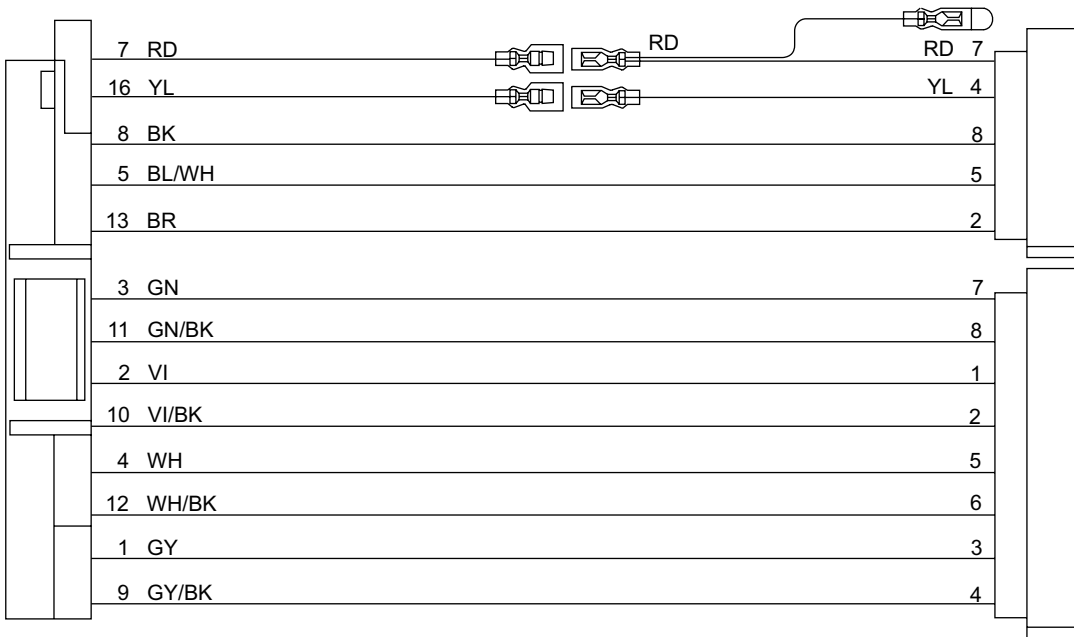 7 RD RD RD 7
16 YL YL 4
8 BK 8
5 BL/WH 5
13 BR 2
3 GN 7
11 GN/BK 8
2 VI 1
10 VI/BK 2
4 WH 5
12 WH/BK 6
1 GY 3
9 GY/BK 4